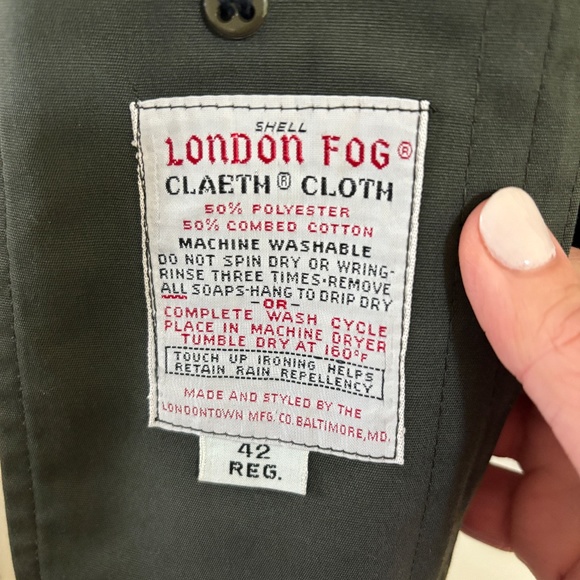 SHELL
LONDON FOG®
CLAETH® CLOTH
50% POLYESTER
50% COMBED COTTON
MACHINE WASHABLE
DO NOT SPIN DRY OR WRING-
RINSE THREE TIMES·REMOVE
ALL SOAPS-HANG TO DRIP DRY
-OR-
COMPLETE WASH CYCLE
PLACE IN MACHINE DRYER
TUMBLE DRY AT 160°F
TOUCH UP IRONING HELPS
RETAIN RAIN REPELLENCY
MADE AND STYLED BY THE
LONDONTOWN MFG. CO. BALTIMORE, MD.
42
REG.